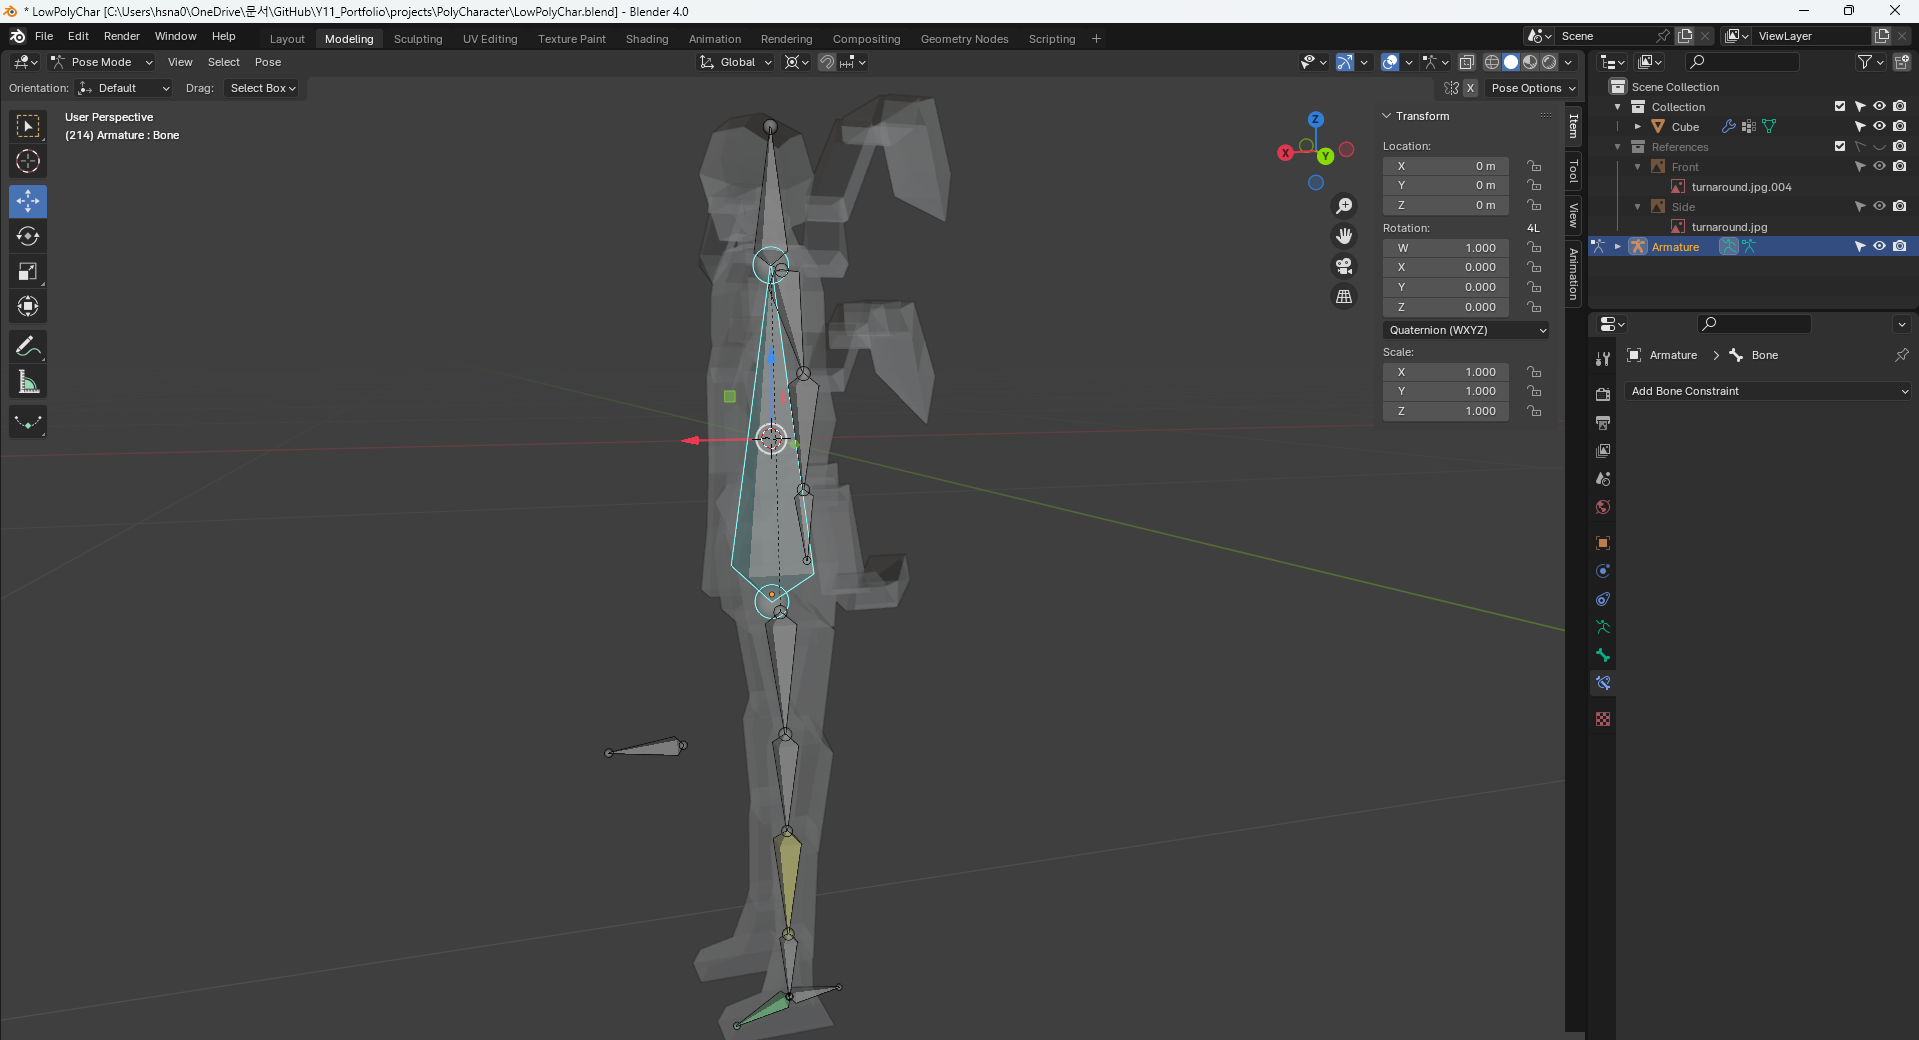 * LowPolyChar [C:\Users\hsna0\OneDrive\문서\GitHub\Y11_Portfolio\projects\PolyCharacter\LowPolyChar.blend] - Blender 4.0
File Edit Render Window Help Layout Modeling Sculpting UV Editing Texture Paint Shading Animation Rendering Compositing Geometry Nodes Scripting + Scene ViewLayer
Pose Mode View Select Pose Global
Orientation: Default Drag: Select Box X Pose Options
User Perspective
(214) Armature : Bone
Z
X
Y
Transform
Location:
X 0 m
Y 0 m
Z 0 m
Rotation: 4L
W 1.000
X 0.000
Y 0.000
Z 0.000
Quaternion (WXYZ)
Scale:
X 1.000
Y 1.000
Z 1.000
Item
Tool
View
Animation
Scene Collection
Collection
Cube
References
Front
turnaround.jpg.004
Side
turnaround.jpg
Armature
Armature > Bone
Add Bone Constraint